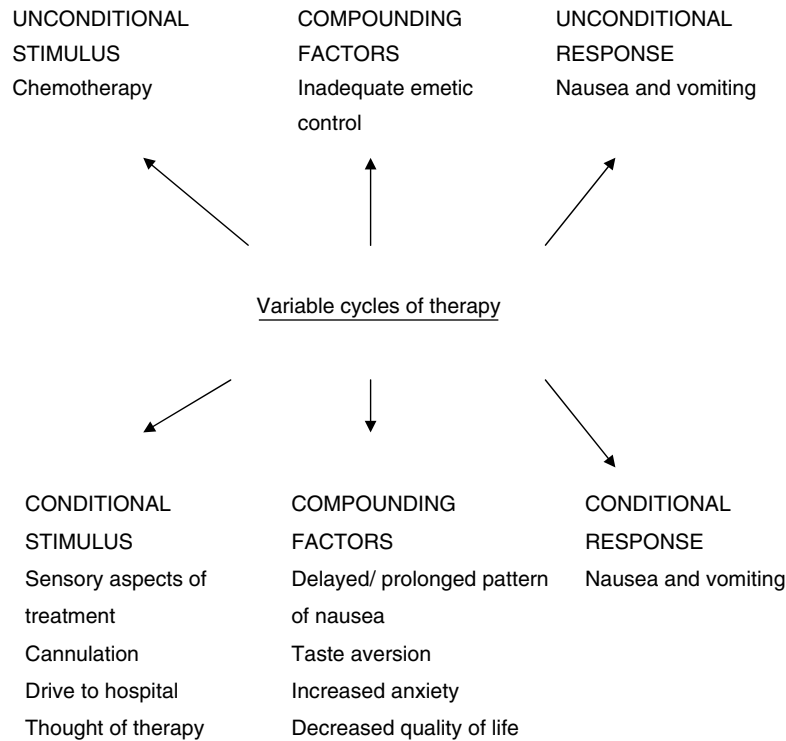 UNCONDITIONAL
STIMULUS
Chemotherapy
COMPOUNDING
FACTORS
Inadequate emetic
control
UNCONDITIONAL
RESPONSE
Nausea and vomiting
Variable cycles of therapy
CONDITIONAL
STIMULUS
Sensory aspects of
treatment
Cannulation
Drive to hospital
Thought of therapy
COMPOUNDING
FACTORS
Delayed/ prolonged pattern
of nausea
Taste aversion
Increased anxiety
Decreased quality of life
CONDITIONAL
RESPONSE
Nausea and vomiting